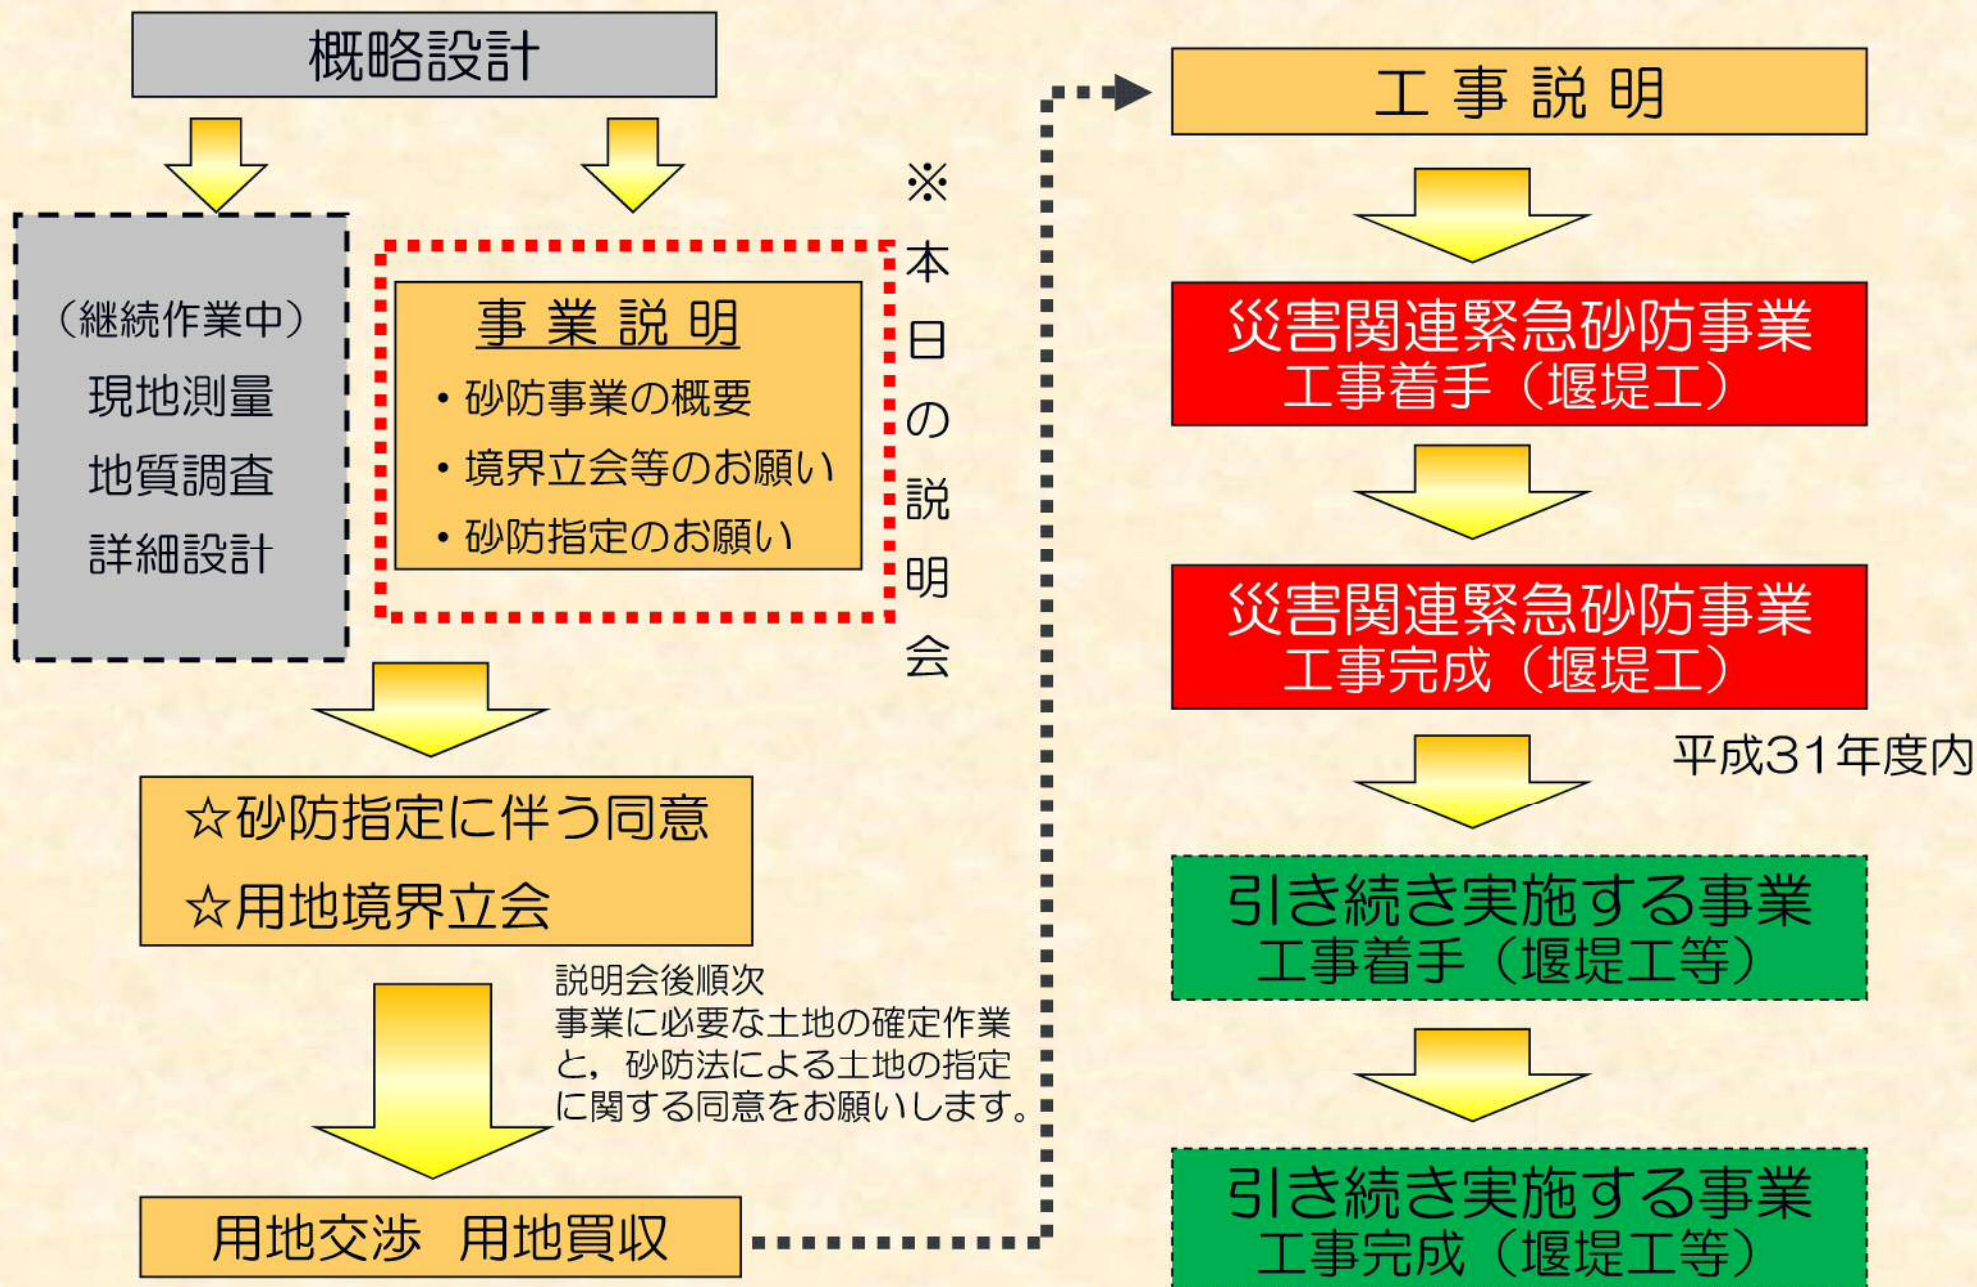 概略設計
（継続作業中）
現地測量
地質調査
詳細設計
事業説明
・砂防事業の概要
・境界立会等のお願い
・砂防指定のお願い
※本日の説明会
☆砂防指定に伴う同意
☆用地境界立会
説明会後順次
事業に必要な土地の確定作業
と，砂防法による土地の指定
に関する同意をお願いします。
用地交渉 用地買収
工事説明
災害関連緊急砂防事業
工事着手（堰堤工）
災害関連緊急砂防事業
工事完成（堰堤工）
平成31年度内
引き続き実施する事業
工事着手（堰堤工等）
引き続き実施する事業
工事完成（堰堤工等）